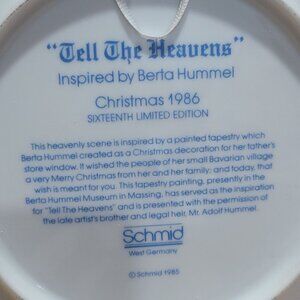 "Tell The Heavens"
Inspired by Berta Hummel
Christmas 1986
SIXTEENTH LIMITED EDITION
This heavenly scene is inspired by a painted tapestry which
Berta Hummel created as a Christmas decoration for her father's
store window. It wished the people of her small Bavarian village
a very Merry Christmas from her and her family; and today, that
wish is meant for you. This tapestry painting, presently in the
Berta Hummel Museum in Massing, has served as the inspiration
for "Tell The Heavens" and is presented with the permission of
the late artist's brother and legal heir, Mr. Adolf Hummel.
Schmid
West Germany
© Schmid 1985